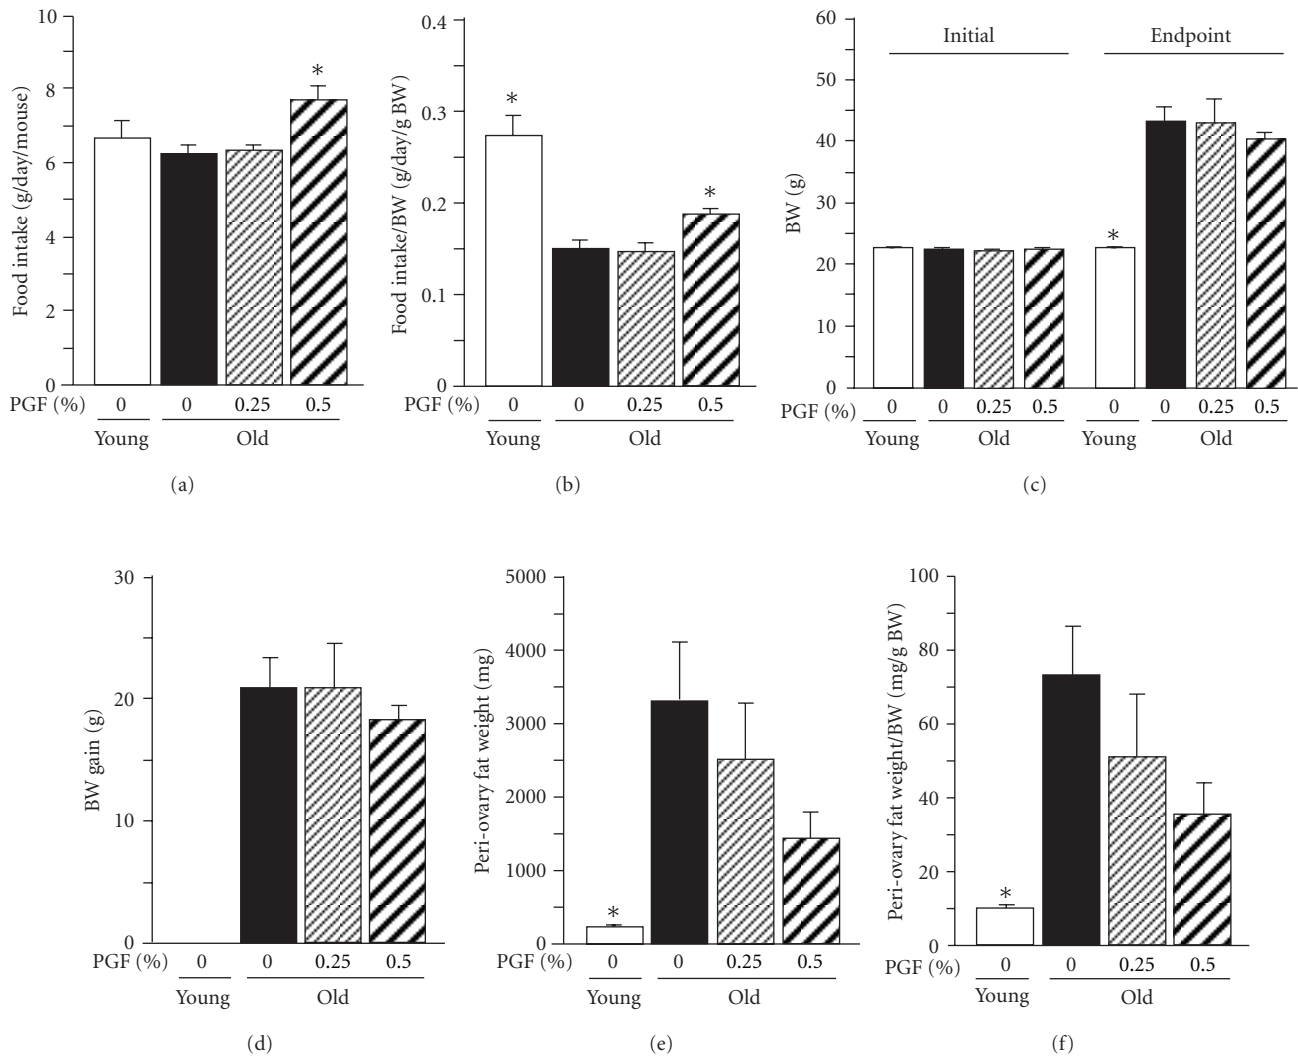 Food intake (g/day/mouse)
10
8
6
4
2
0
*
PGF (%) 0 0 0.25 0.5
Young Old
(a)
Food intake/BW (g/day/g BW)
0.4
0.3
0.2
0.1
0
*
*
0 0 0.25 0.5
Young Old
(b)
BW (g)
60
50
40
30
20
10
0
Initial Endpoint
*
PGF (%) 0 0 0.25 0.5 0 0 0.25 0.5
Young Old Young Old
(c)
BW gain (g)
30
20
10
0
PGF (%) 0 0 0.25 0.5
Young Old
(d)
Peri-ovary fat weight (mg)
5000
4000
3000
2000
1000
0
*
PGF (%) 0 0 0.25 0.5
Young Old
(e)
Peri-ovary fat weight/BW (mg/g BW)
100
80
60
40
20
0
*
PGF (%) 0 0 0.25 0.5
Young Old
(f)